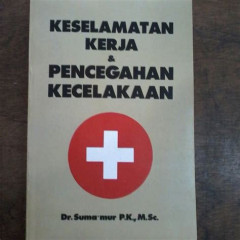 KESELAMATAN
KERJA
&
PENCEGAHAN
KECELAKAAN
Dr. Suma'mur P.K., M.Sc.